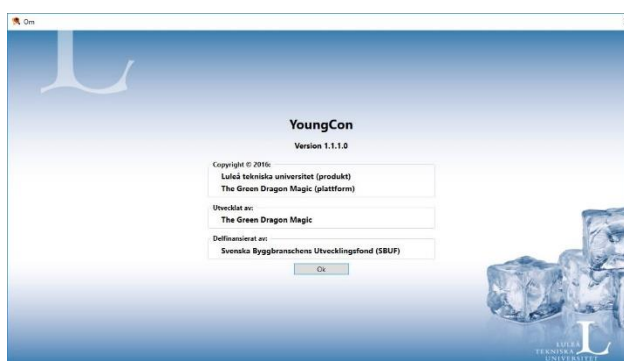 Om
L
YoungCon
Version 1.1.1.0
Copyright © 2016:
Luleå tekniska universitet (produkt)
The Green Dragon Magic (plattform)
Utvecklat av:
The Green Dragon Magic
Delfinansierat av:
Svenska Byggbranschens Utvecklingsfond (SBUF)
Ok
L
LULEÅ
TEKNISKA
UNIVERSITET